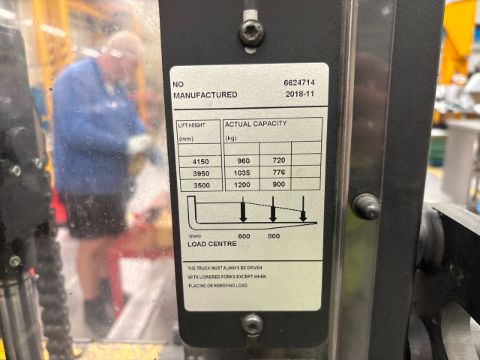 NO 6624714
MANUFACTURED 2018-11
LIFTHEIGHT ACTUAL CAPACITY
(mm) (kg)
4150 960 720
3950 1035 776
3500 1200 900
(mm) 600 800
LOAD CENTRE
THE TRUCK MUST ALWAYS BE DRIVEN
WITH LOWERED FORKS EXCEPT WHEN
PLACING OR REMOVING LOAD